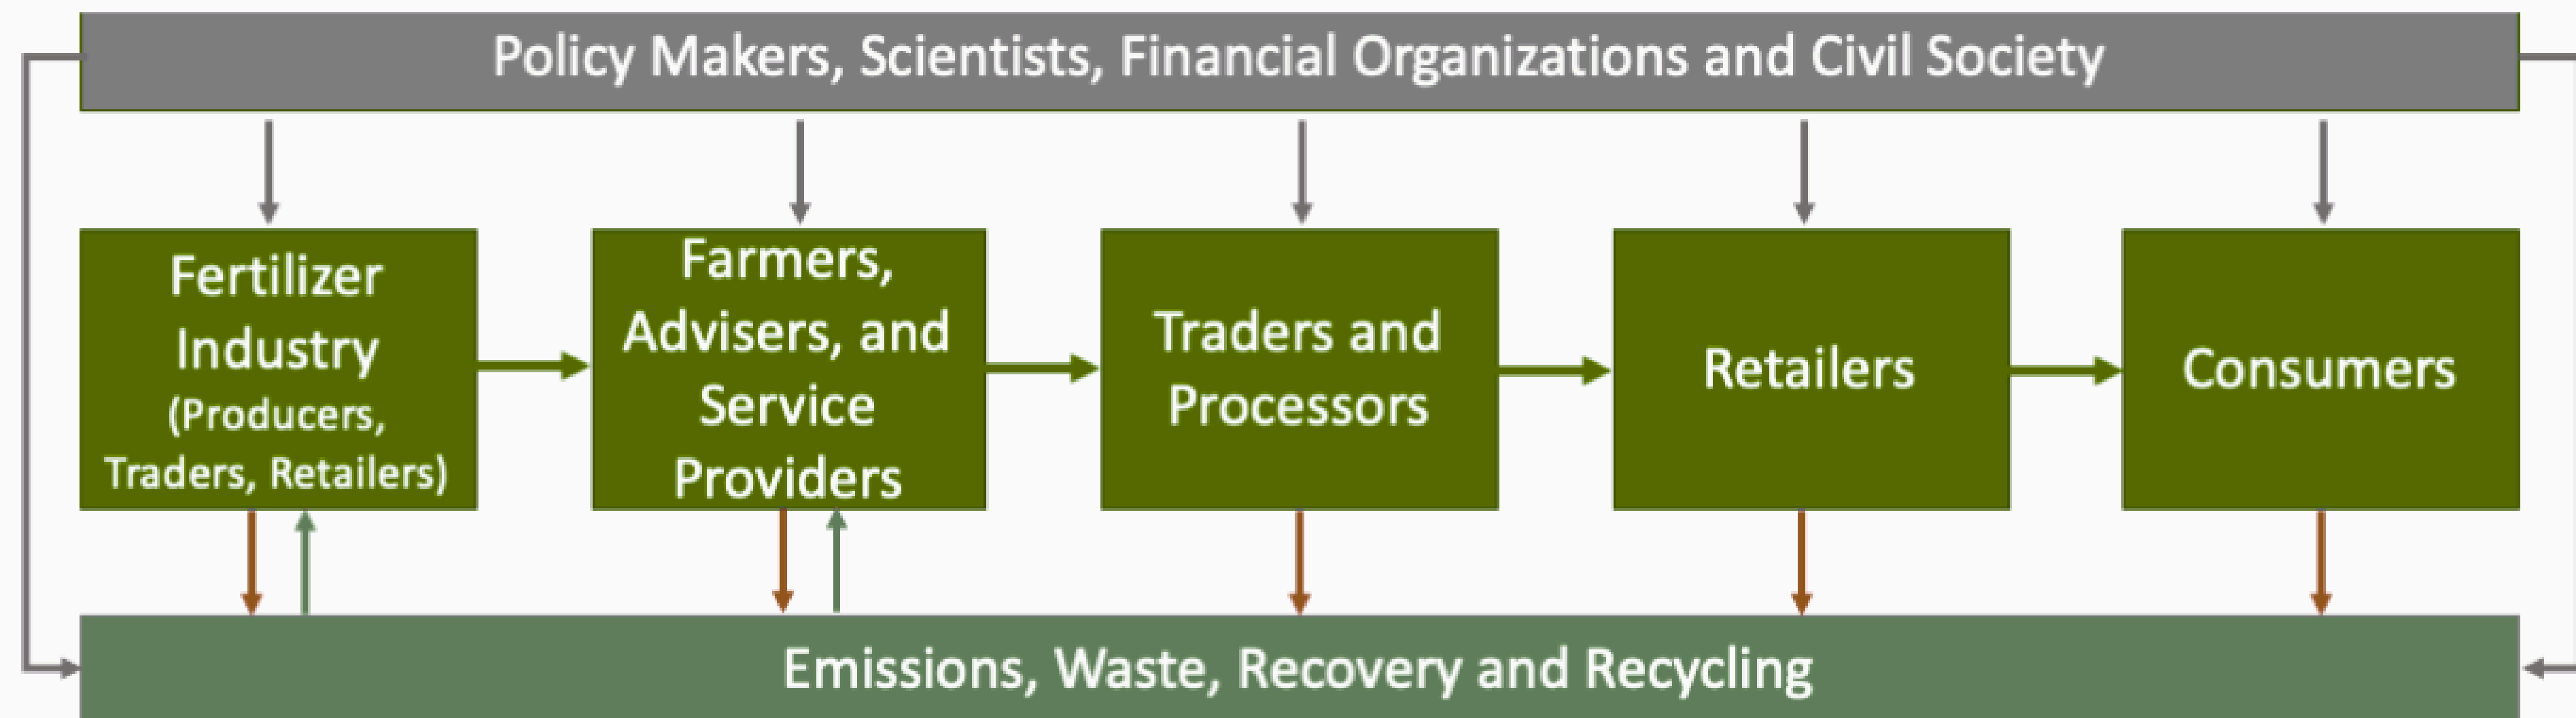 Policy Makers, Scientists, Financial Organizations and Civil Society
Fertilizer
Industry
(Producers,
Traders, Retailers)
Farmers,
Advisers, and
Service
Providers
Traders and
Processors
Retailers
Consumers
Emissions, Waste, Recovery and Recycling